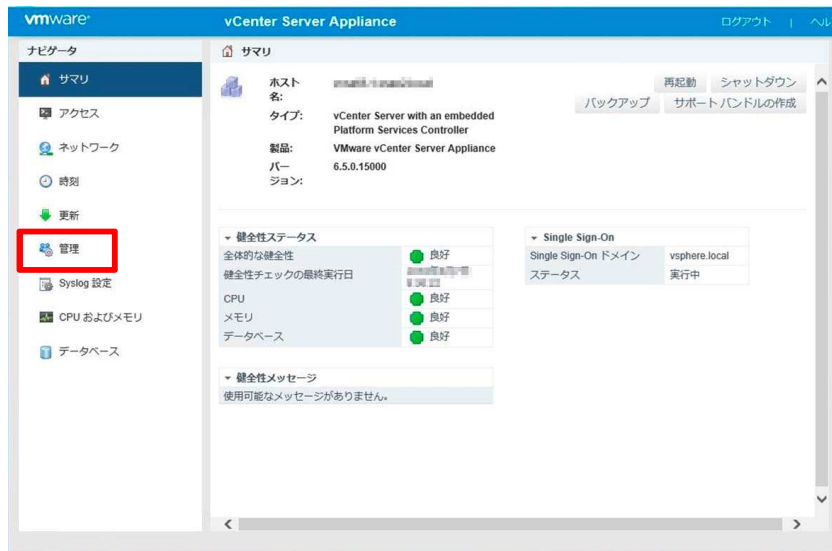 vmware
vCenter Server Appliance
ログアウト | ヘル
ナビゲータ
サマリ
アクセス
ネットワーク
時刻
更新
管理
Syslog 設定
CPU およびメモリ
データベース
サマリ
ホスト
名:
タイプ: vCenter Server with an embedded
Platform Services Controller
製品: VMware vCenter Server Appliance
バー 6.5.0.15000
ジョン:
再起動 シャットダウン
バックアップ サポート バンドルの作成
健全性ステータス
全体的な健全性 良好
健全性チェックの最終実行日
CPU 良好
メモリ 良好
データベース 良好
Single Sign-On
Single Sign-On ドメイン vsphere.local
ステータス 実行中
健全性メッセージ
使用可能なメッセージがありません。